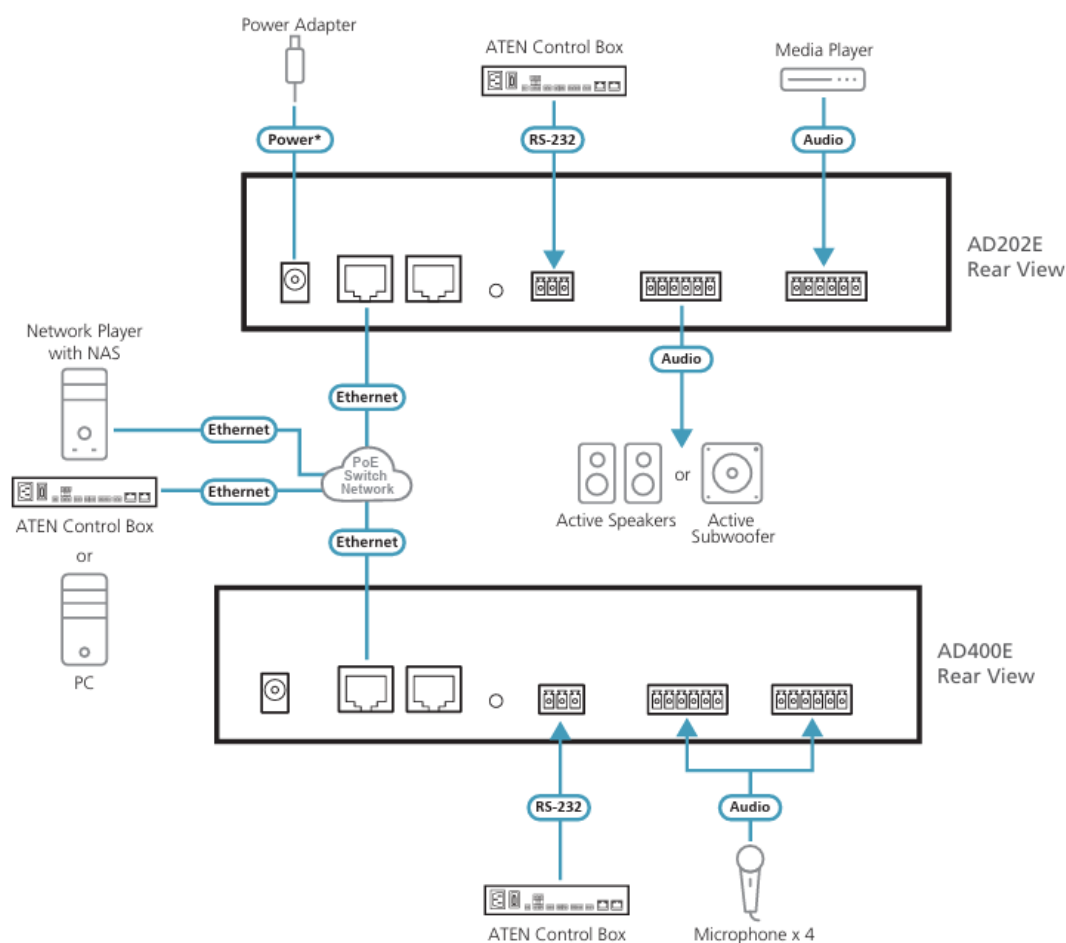 Power Adapter
ATEN Control Box
Media Player
Power*
RS-232
Audio
AD202E
Rear View
Network Player
with NAS
Audio
Ethernet
Ethernet
PoE
Switch
Network
Ethernet
ATEN Control Box
or
Active Speakers
Active
Subwoofer
Ethernet
or
PC
AD400E
Rear View
RS-232
Audio
ATEN Control Box
Microphone x 4